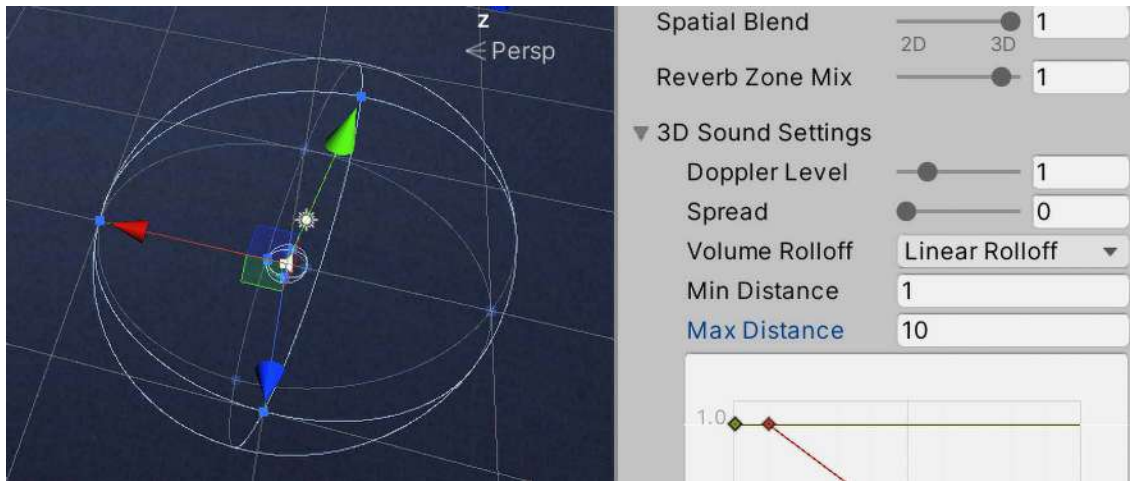 z
Persp
Spatial Blend 1
2D 3D
Reverb Zone Mix 1
3D Sound Settings
Doppler Level 1
Spread 0
Volume Rolloff Linear Rolloff
Min Distance 1
Max Distance 10
1.0